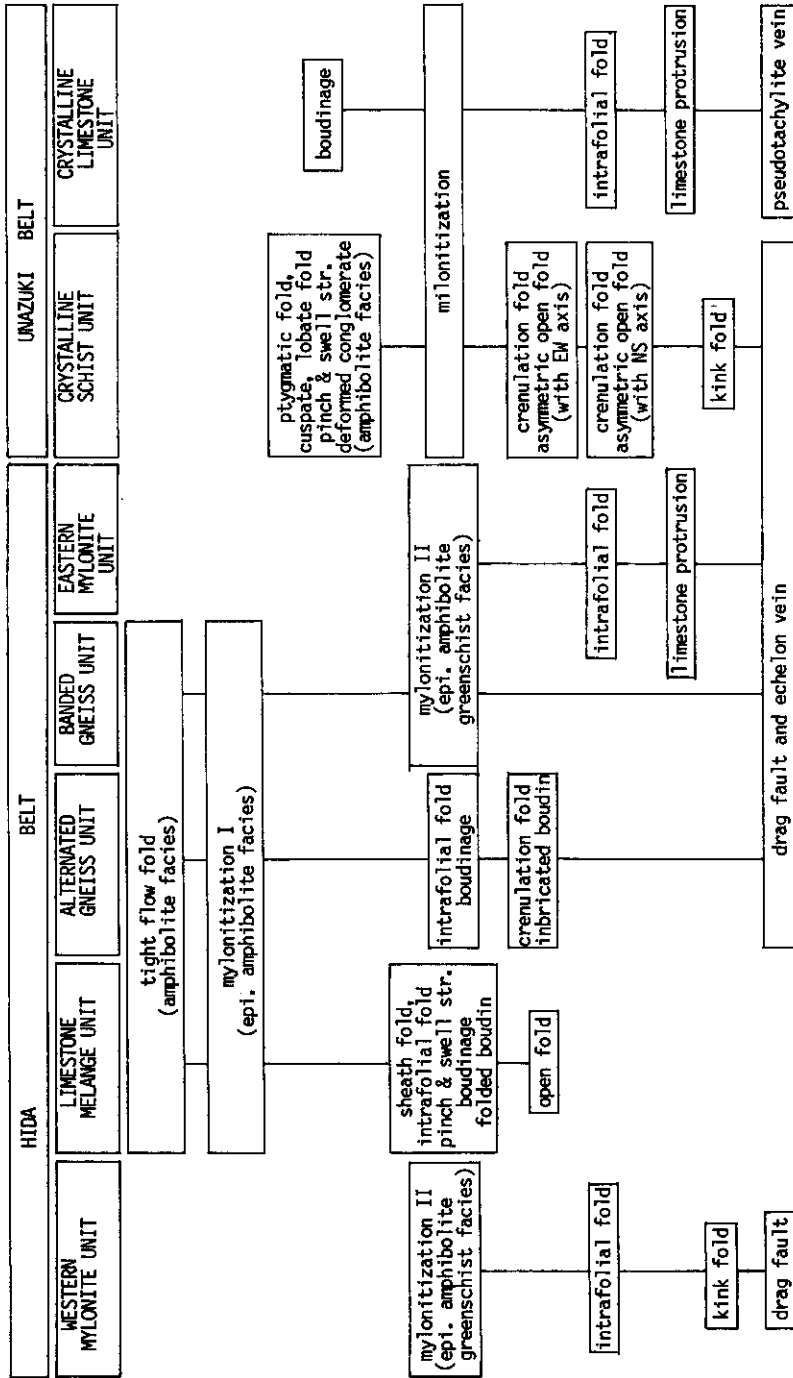 HIDA BELT
UNAZUKI BELT
WESTERN
MYLONITE UNIT
LIMESTONE
MELANGE UNIT
ALTERNATED
GNEISS UNIT
BANDED
GNEISS UNIT
EASTERN
MYLONITE
UNIT
CRYSTALLINE
SCHIST UNIT
CRYSTALLINE
LIMESTONE
UNIT
tight flow fold
(amphibolite facies)
mylonitization I
(epi. amphibolite facies)
ptygmatic fold,
cuspate, lobate fold
pinch & swell str.
deformed conglomerate
(amphibolite facies)
boudinage
mylonitization II
(epi. amphibolite
greenschist facies)
sheath fold,
intrafolial fold
pinch & swell str.
boudinage
folded boudin
intrafolial fold
boudinage
mylonitization II
(epi. amphibolite
greenschist facies)
milonitization
open fold
crenulation fold
inbricated boudin
crenulation fold
asymmetric open fold
(with EW axis)
intrafolial fold
intrafolial fold
crenulation fold
asymmetric open fold
(with NS axis)
intrafolial fold
kink fold
limestone protrusion
kink fold
limestone protrusion
drag fault
drag fault and echelon vein
pseudotachylite vein